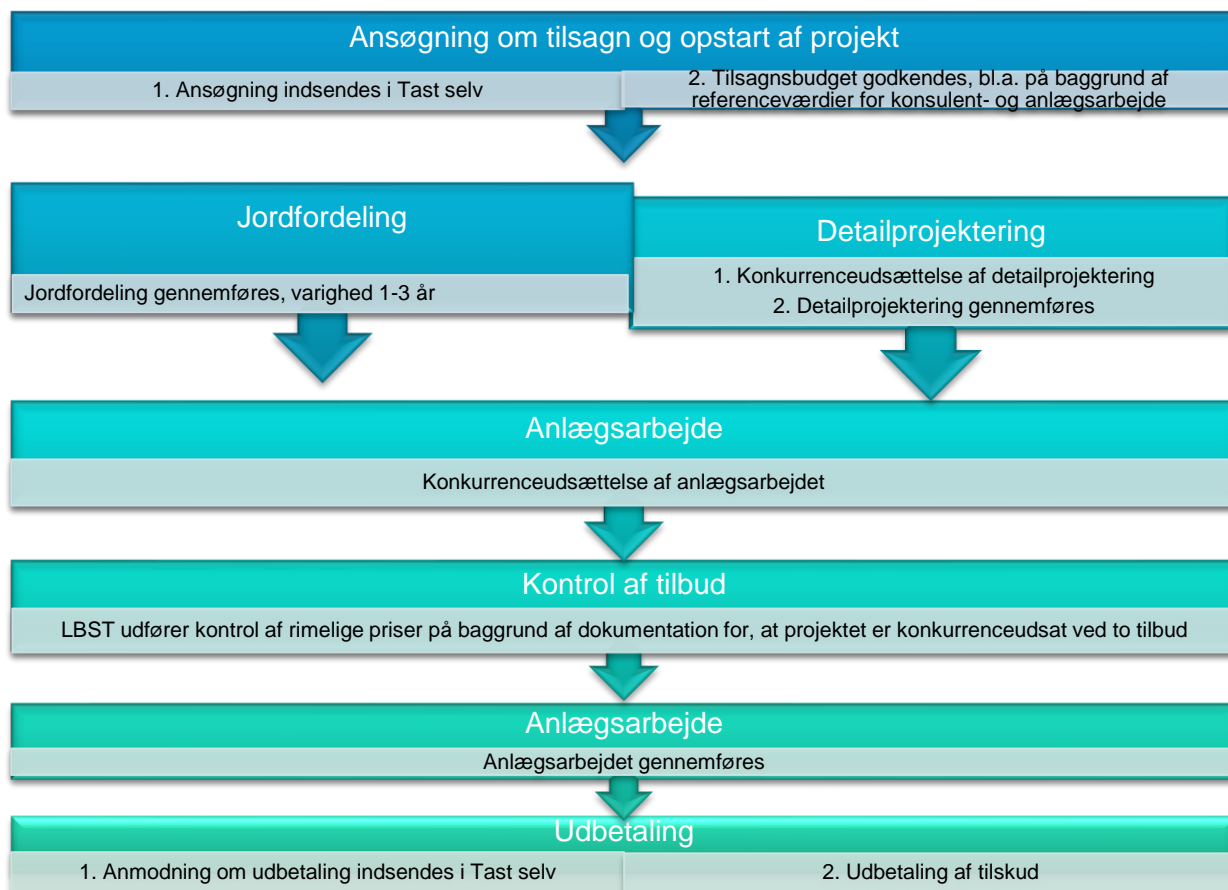 Ansøgning om tilsagn og opstart af projekt
1. Ansøgning indsendes i Tast selv
2. Tilsagnsbudget godkendes, bl.a. på baggrund af
referenceværdier for konsulent- og anlægsarbejde
Jordfordeling
Jordfordeling gennemføres, varighed 1-3 år
Detailprojektering
1. Konkurrenceudsættelse af detailprojektering
2. Detailprojektering gennemføres
Anlægsarbejde
Konkurrenceudsættelse af anlægsarbejdet
Kontrol af tilbud
LBST udfører kontrol af rimelige priser på baggrund af dokumentation for, at projektet er konkurrenceudsat ved to tilbud
Anlægsarbejde
Anlægsarbejdet gennemføres
Udbetaling
1. Anmodning om udbetaling indsendes i Tast selv
2. Udbetaling af tilskud